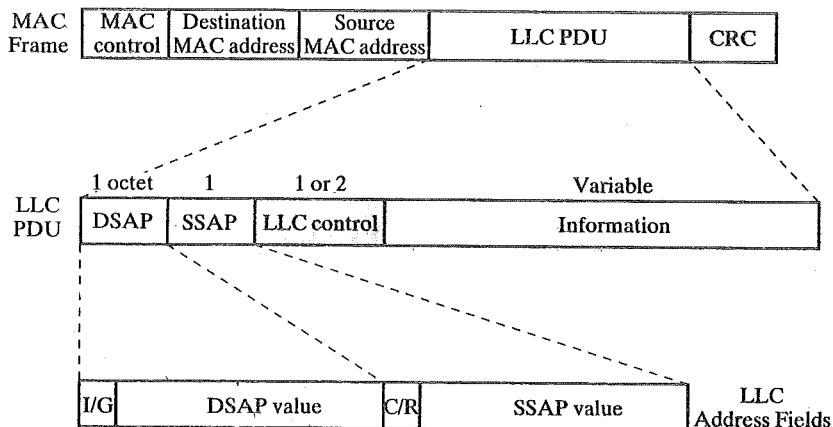 MAC Frame
MAC control
Destination MAC address
Source MAC address
LLC PDU
CRC
1 octet
1
1 or 2
Variable
LLC PDU
DSAP
SSAP
LLC control
Information
I/G
DSAP value
C/R
SSAP value
LLC Address Fields